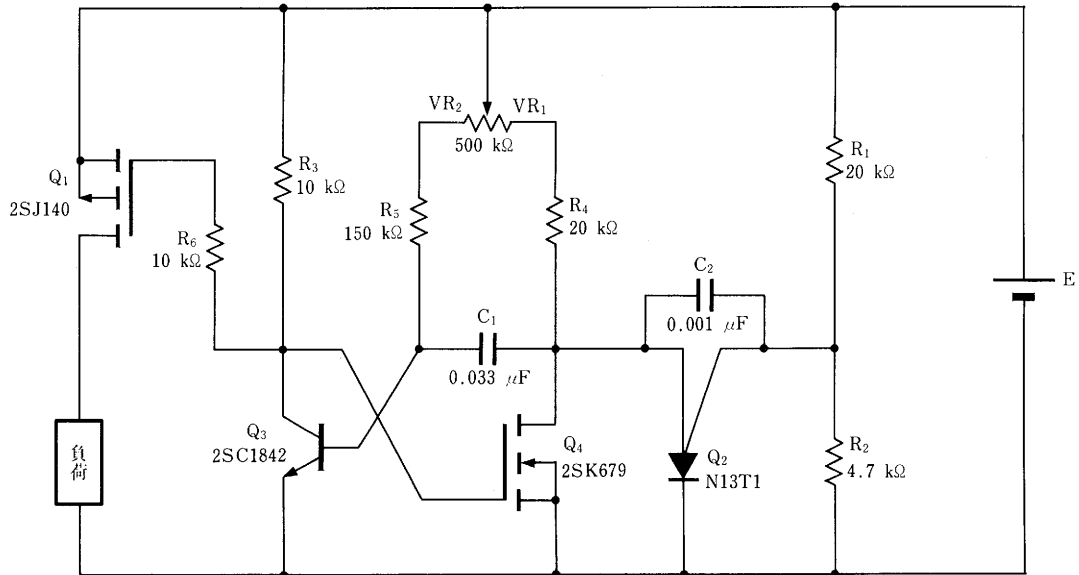 VR₂
VR₁
500 kΩ
Q₁
2SJ140
R₆
10 kΩ
R₃
10 kΩ
R₅
150 kΩ
R₄
20 kΩ
R₁
20 kΩ
C₂
0.001 μF
E
C₁
0.033 μF
Q₃
2SC1842
Q₄
2SK679
Q₂
N13T1
R₂
4.7 kΩ
負荷